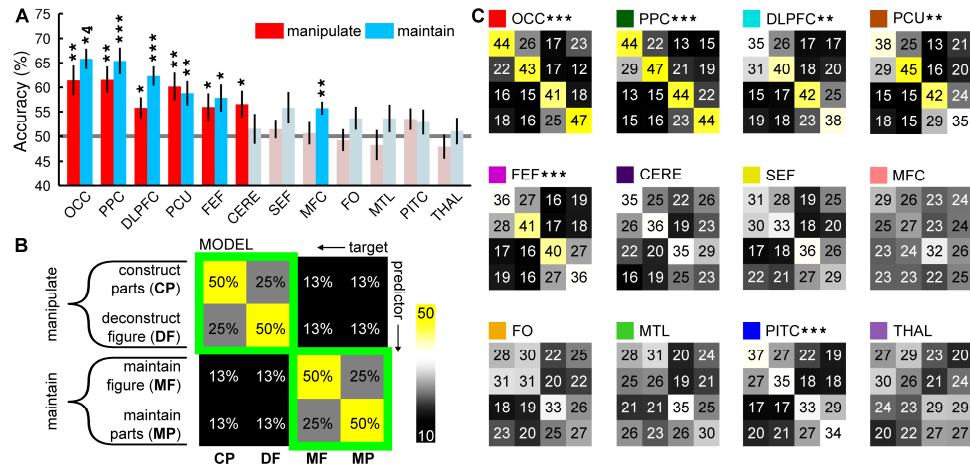 A
Accuracy (%)
75
70
65
60
55
50
45
40
manipulate
maintain
** *4 ** *** * *** ** ** * * * **
OCC PPC DLPFC PCU FEF CERE SEF MFC FO MTL PITC THAL
B
MODEL
target
predictor
manipulate
construct
parts (CP)
deconstruct
figure (DF)
maintain
maintain
figure (MF)
maintain
parts (MP)
50% 25% 13% 13%
25% 50% 13% 13%
13% 13% 50% 25%
13% 13% 25% 50%
CP DF MF MP
50
10
C
OCC***
44 26 17 23
22 43 17 12
16 15 41 18
18 16 25 47
PPC***
44 22 13 15
29 47 21 19
14 15 44 22
15 16 23 44
DLPFC**
35 26 17 17
31 40 17 20
15 17 42 25
18 19 23 38
PCU**
38 25 13 21
29 45 16 20
15 15 42 24
17 15 29 35
FEF***
36 27 16 19
28 41 17 18
17 16 40 27
19 16 27 36
CERE
35 25 22 23
26 36 19 23
22 20 35 29
16 19 25 23
SEF
31 28 19 25
30 33 18 20
17 18 36 26
22 21 27 29
MFC
29 26 23 24
25 26 23 24
23 24 32 26
23 23 22 25
FO
28 30 22 25
31 31 20 22
18 19 33 27
23 20 25 26
MTL
28 31 20 24
29 29 21 20
21 21 35 25
23 19 26 30
PITC***
37 27 22 19
27 35 18 18
17 17 33 29
20 21 27 34
THAL
27 29 23 20
30 26 21 24
24 23 29 29
20 22 27 27